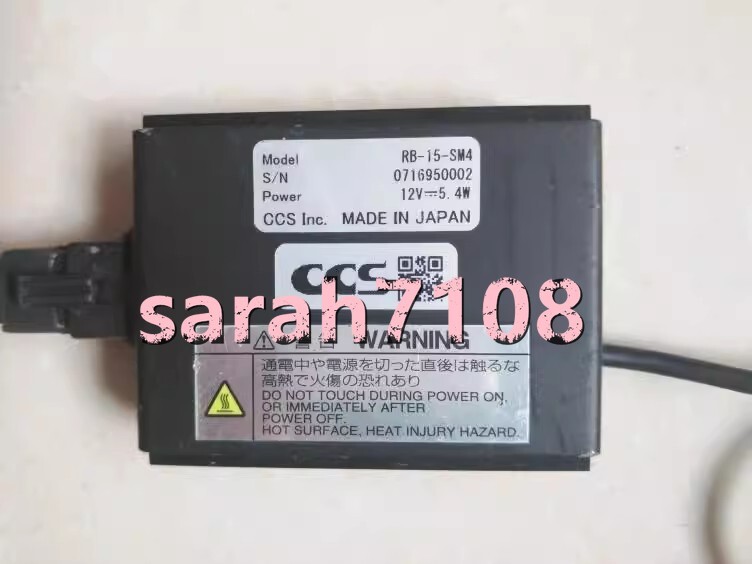 Model RB-15-SM4
S/N 0716950002
Power 12V⎓5.4W
CCS Inc. MADE IN JAPAN
CCS
sarah7108
WARNING
通電中や電源を切った直後は触るな
高熱で火傷の恐れあり
DO NOT TOUCH DURING POWER ON,
OR IMMEDIATELY AFTER
POWER OFF.
HOT SURFACE, HEAT INJURY HAZARD.